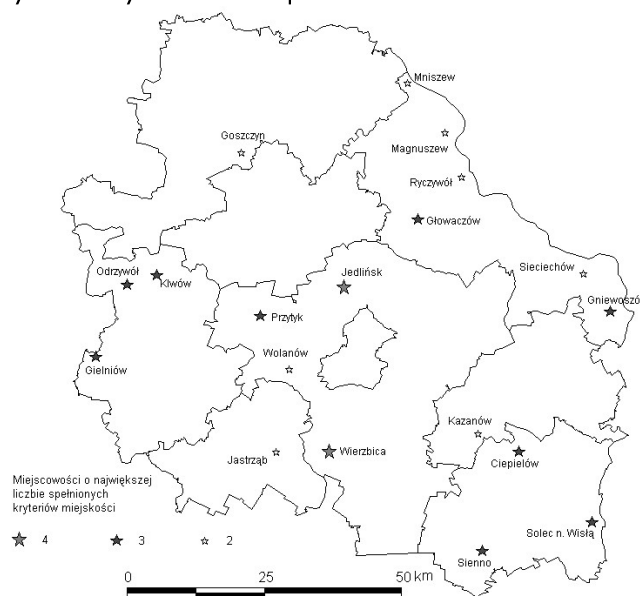 Mniszew
Goszczyn
Magnuszew
Ryczywół
Głowaczów
Odrzywół
Klwów
Jedlińsk
Sieciechów
Gniewoszó
Przytyk
Gielniów
Wolanów
Kazanów
Jastrząb
Wierzbica
Ciepielów
Miejscowości o największej
liczbie spełnionych
kryteriów miejskości
Solec n. Wisłą
4 3 2
Sienno
0 25 50 km